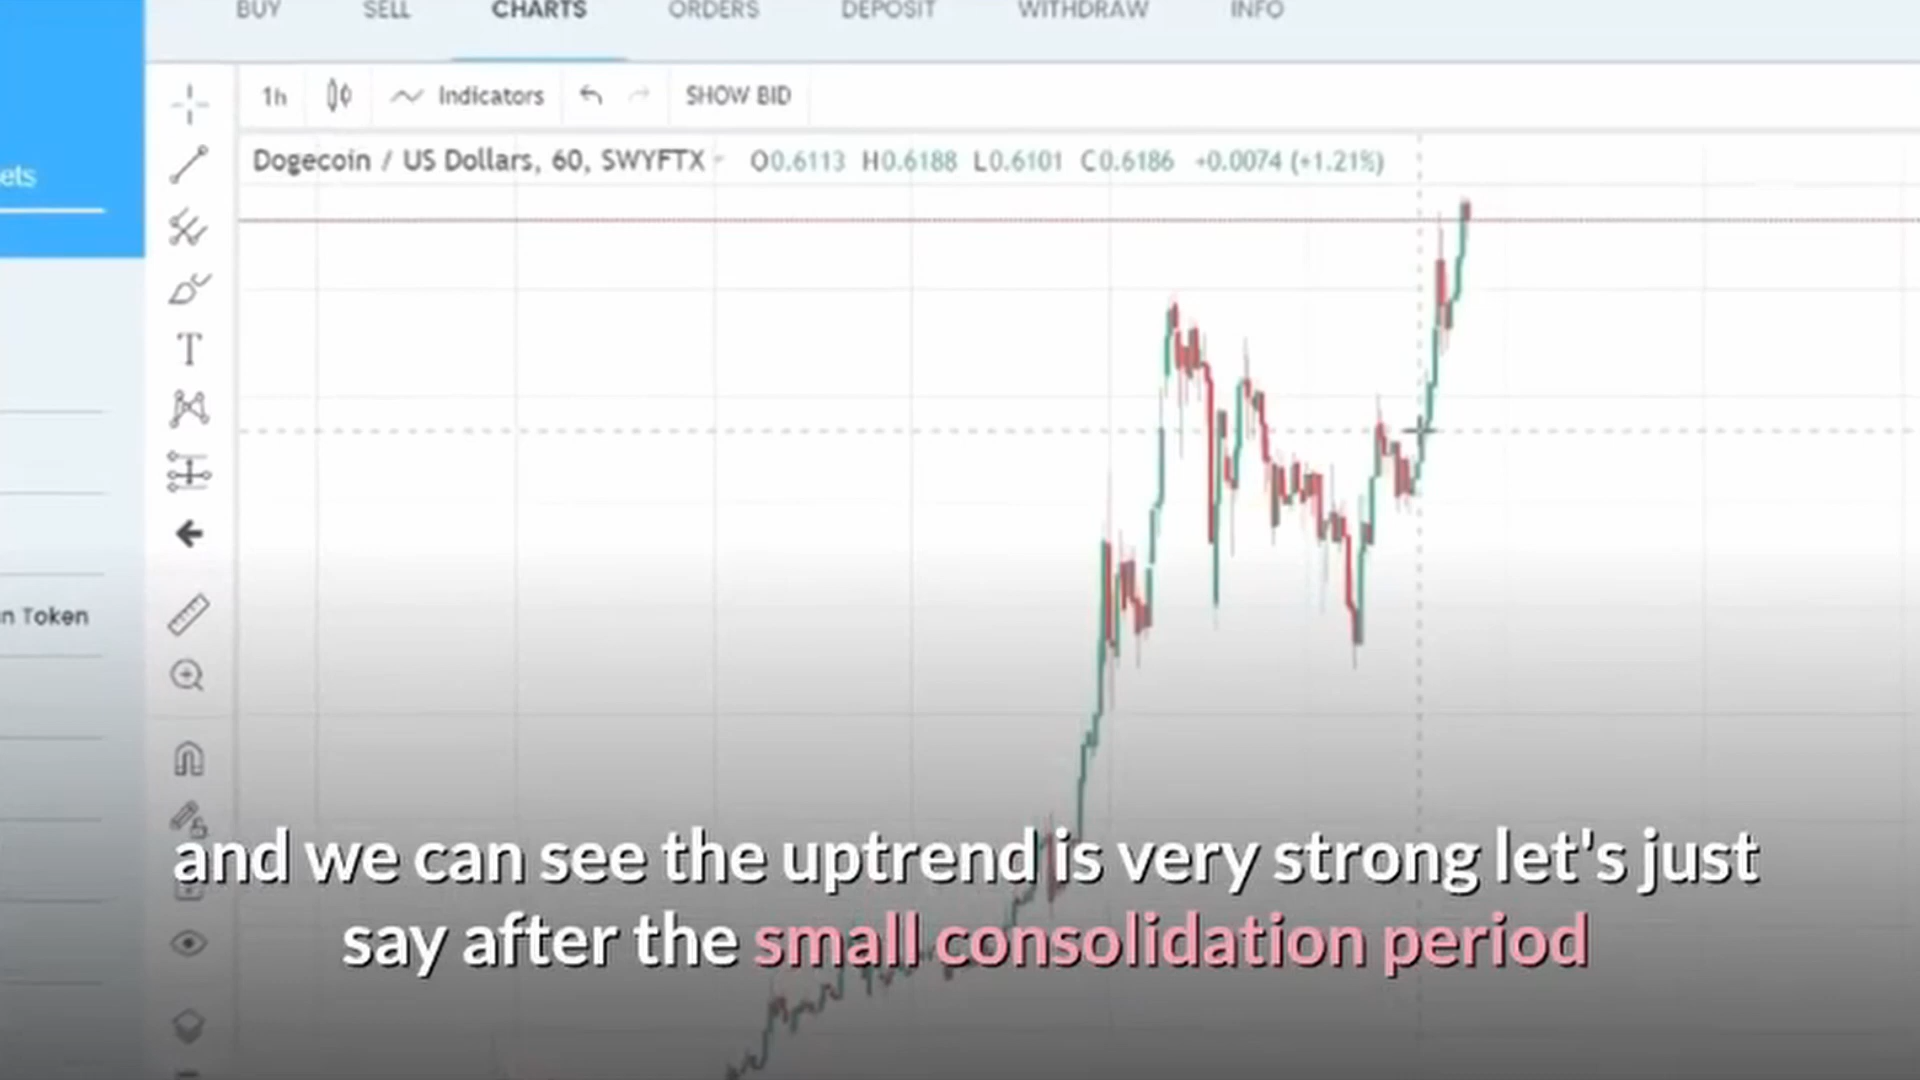 BUY SELL CHARTS ORDERS DEPOSIT WITHDRAW INFO
1h Indicators SHOW BID
Dogecoin / US Dollars, 60, SWYFTX O0.6113 H0.6188 L0.6101 C0.6186 +0.0074 (+1.21%)
ets
n Token
and we can see the uptrend is very strong let's just
say after the small consolidation period